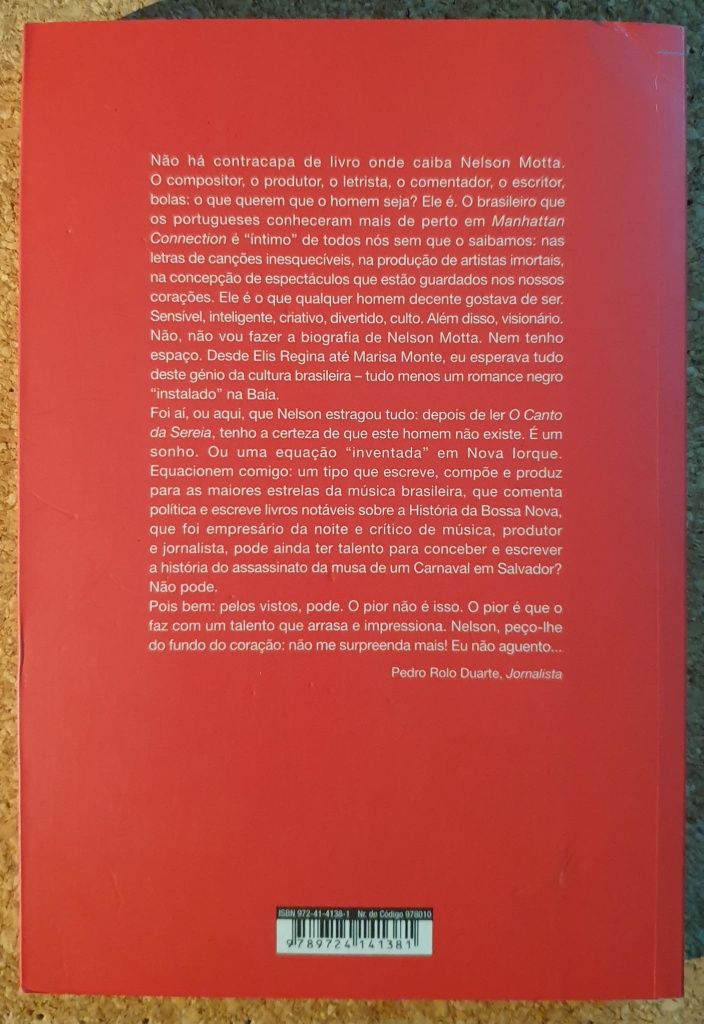 Não há contracapa de livro onde caiba Nelson Motta.
O compositor, o produtor, o letrista, o comentador, o escritor,
bolas: o que querem que o homem seja? Ele é. O brasileiro que
os portugueses conheceram mais de perto em Manhattan
Connection é “íntimo” de todos nós sem que o saibamos: nas
letras de canções inesquecíveis, na produção de artistas imortais,
na concepção de espectáculos que estão guardados nos nossos
corações. Ele é o que qualquer homem decente gostava de ser.
Sensível, inteligente, criativo, divertido, culto. Além disso, visionário.
Não, não vou fazer a biografia de Nelson Motta. Nem tenho
espaço. Desde Elis Regina até Marisa Monte, eu esperava tudo
deste génio da cultura brasileira – tudo menos um romance negro
“instalado” na Baía.
Foi aí, ou aqui, que Nelson estragou tudo: depois de ler O Canto
da Sereia, tenho a certeza de que este homem não existe. É um
sonho. Ou uma equação “inventada” em Nova Iorque.
Equacionem comigo: um tipo que escreve, compõe e produz
para as maiores estrelas da música brasileira, que comenta
política e escreve livros notáveis sobre a História da Bossa Nova,
que foi empresário da noite e crítico de música, produtor
e jornalista, pode ainda ter talento para conceber e escrever
a história do assassinato da musa de um Carnaval em Salvador?
Não pode.
Pois bem: pelos vistos, pode. O pior não é isso. O pior é que o
faz com um talento que arrasa e impressiona. Nelson, peço-lhe
do fundo do coração: não me surpreenda mais! Eu não aguento...
Pedro Rolo Duarte, Jornalista
ISBN 972-41-4138-1 Nr. de Código 978010
9789724141381